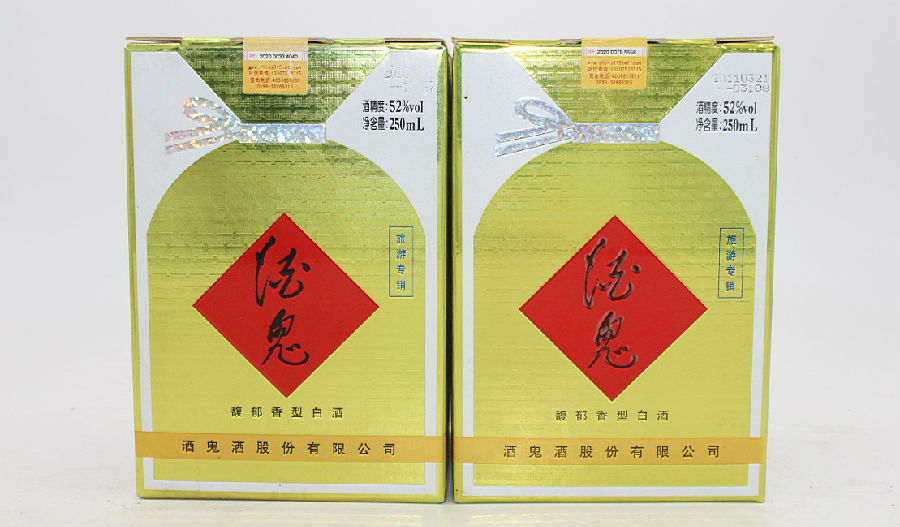 酒精度: 52%vol
净含量: 250mL
旅游专销
酒鬼
馥郁香型白酒
酒鬼酒股份有限公司
20110321
酒精度: 52%vol
净含量: 250mL
旅游专销
酒鬼
馥郁香型白酒
酒鬼酒股份有限公司